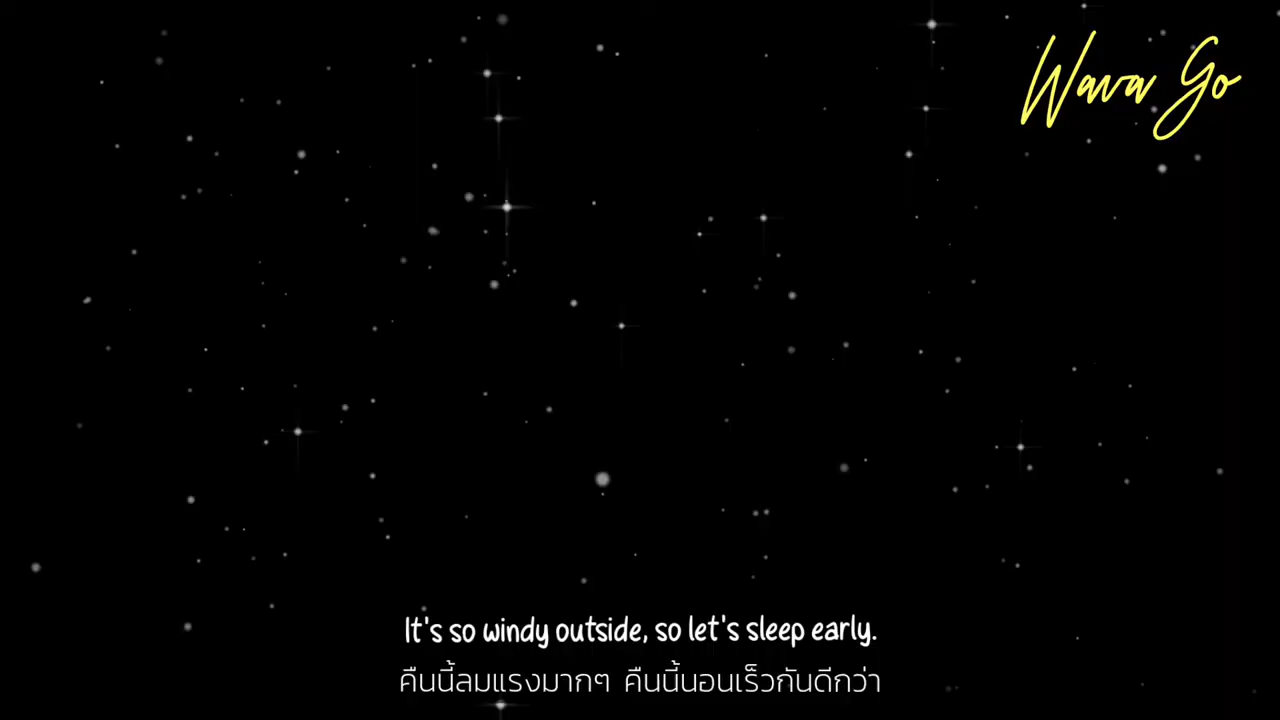 Wava Go
It's so windy outside, so let's sleep early.
คืนนี้ลมแรงมากๆ คืนนี้นอนเร็วกันดีกว่า